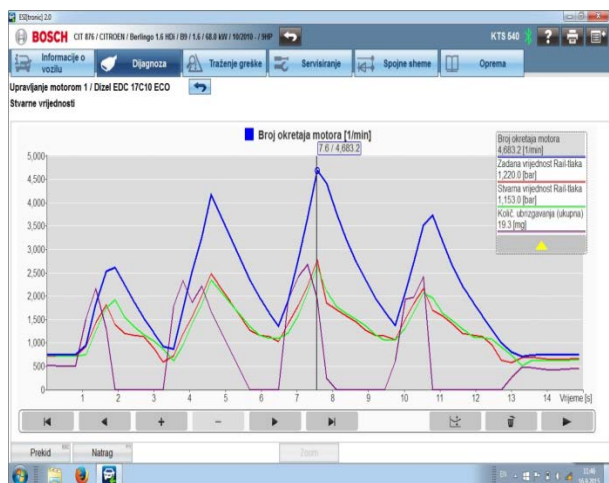 ESI[tronic] 2.0
BOSCH CIT 876 / CITROEN / Berlingo 1.6 HDi / B9 / 1.6 / 68.0 kW / 10/2010 - / 9HP
KTS 540
Informacije o vozilu
Dijagnoza
Traženje greške
Servisiranje
Spojne sheme
Oprema
Upravljanje motorom 1 / Dizel EDC 17C10 ECO
Stvarne vrijednosti
Broj okretaja motora [1/min]
7.6 / 4,683.2
5,000
4,500
4,000
3,500
3,000
2,500
2,000
1,500
1,000
500
0
1 2 3 4 5 6 7 8 9 10 11 12 13 14 Vrijeme [s]
Broj okretaja motora
4,683.2 [1/min]
Zadana vrijednost Rail-tlaka
1,220.0 [bar]
Stvarna vrijednost Rail-tlaka
1,153.0 [bar]
Količ. ubrizgavanja (ukupna)
19.3 [mg]
Prekid
Natrag
Zoom
EN
11:46